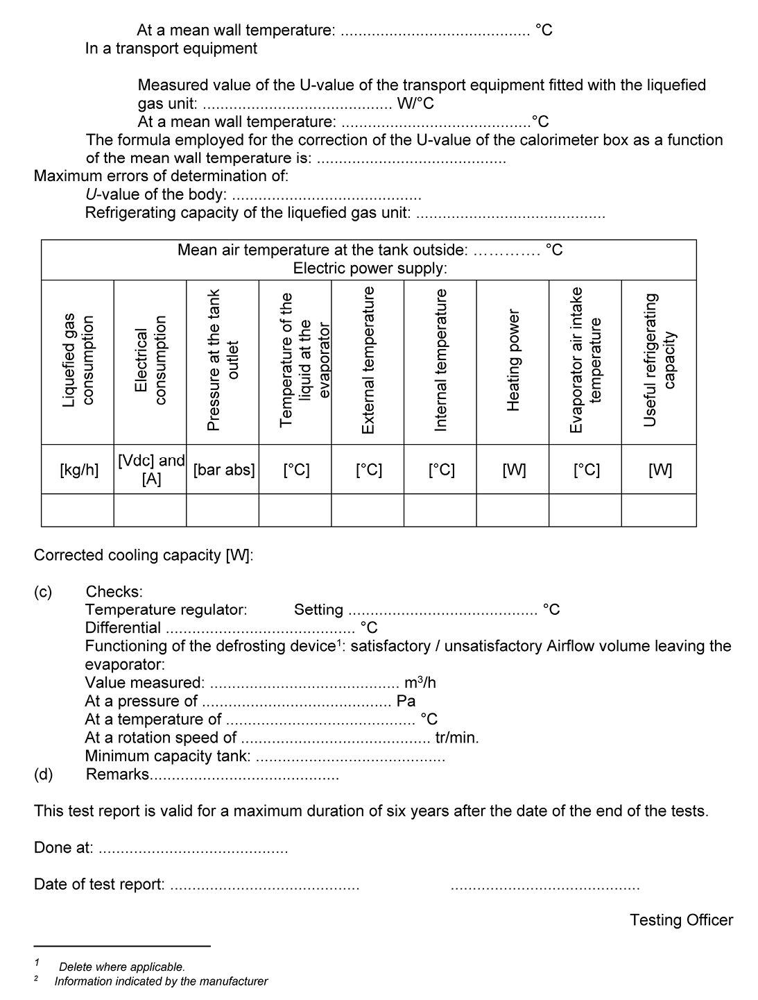 At a mean wall temperature: ........................................... °C
In a transport equipment
Measured value of the U-value of the transport equipment fitted with the liquefied
gas unit: ........................................... W/°C
At a mean wall temperature: ...........................................°C
The formula employed for the correction of the U-value of the calorimeter box as a function
of the mean wall temperature is: ...........................................
Maximum errors of determination of:
U-value of the body: ...........................................
Refrigerating capacity of the liquefied gas unit: ...........................................
Mean air temperature at the tank outside: …………. °C
Electric power supply:
Liquefied gas
consumption
Electrical
consumption
Pressure at the tank
outlet
Temperature of the
liquid at the
evaporator
External temperature
Internal temperature
Heating power
Evaporator air intake
temperature
Useful refrigerating
capacity
[kg/h]
[Vdc] and
[A]
[bar abs]
[°C]
[°C]
[°C]
[W]
[°C]
[W]
Corrected cooling capacity [W]:
(c) Checks:
Temperature regulator: Setting ........................................... °C
Differential ........................................... °C
Functioning of the defrosting device¹: satisfactory / unsatisfactory Airflow volume leaving the
evaporator:
Value measured: ........................................... m³/h
At a pressure of ........................................... Pa
At a temperature of ........................................... °C
At a rotation speed of ........................................... tr/min.
Minimum capacity tank: ...........................................
(d) Remarks...........................................
This test report is valid for a maximum duration of six years after the date of the end of the tests.
Done at: ...........................................
Date of test report: ........................................... ...........................................
Testing Officer
1 Delete where applicable.
2 Information indicated by the manufacturer